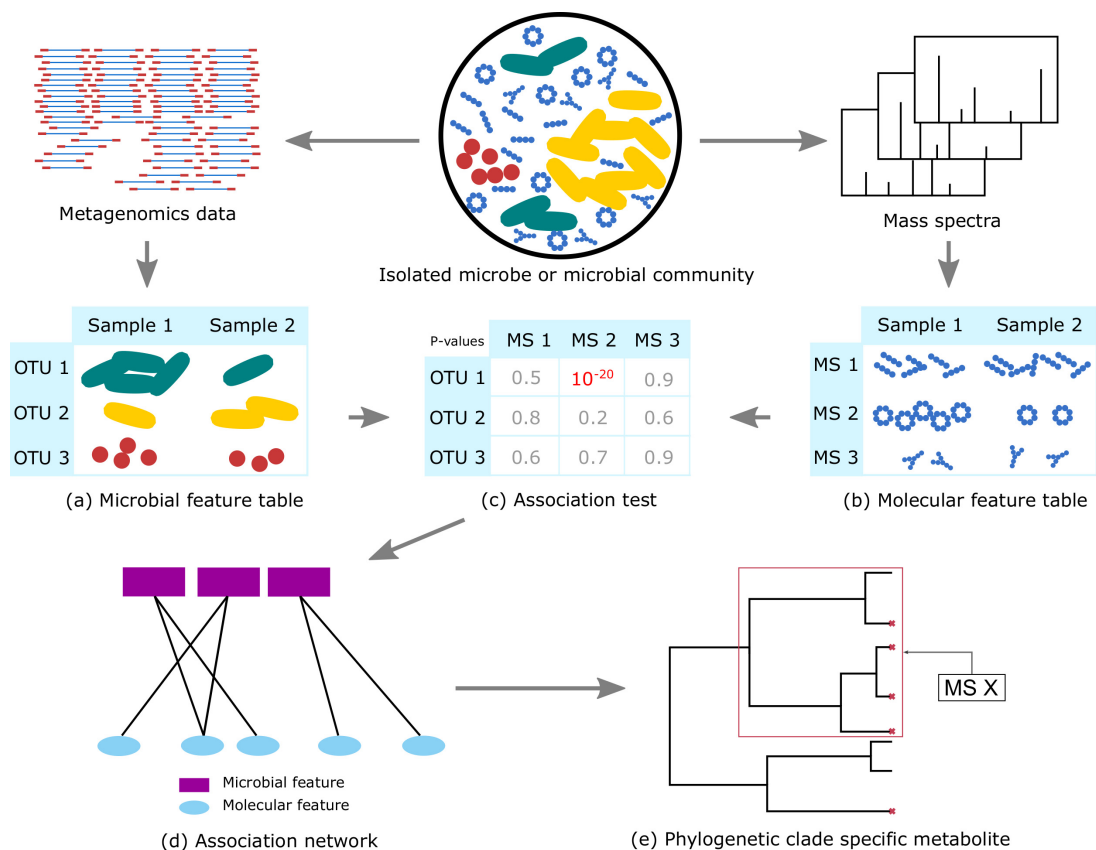 Metagenomics data
Isolated microbe or microbial community
Mass spectra
Sample 1 Sample 2
OTU 1
OTU 2
OTU 3
(a) Microbial feature table
P-values MS 1 MS 2 MS 3
OTU 1 0.5 10⁻²⁰ 0.9
OTU 2 0.8 0.2 0.6
OTU 3 0.6 0.7 0.9
(c) Association test
Sample 1 Sample 2
MS 1
MS 2
MS 3
(b) Molecular feature table
Microbial feature
Molecular feature
(d) Association network
MS X
(e) Phylogenetic clade specific metabolite